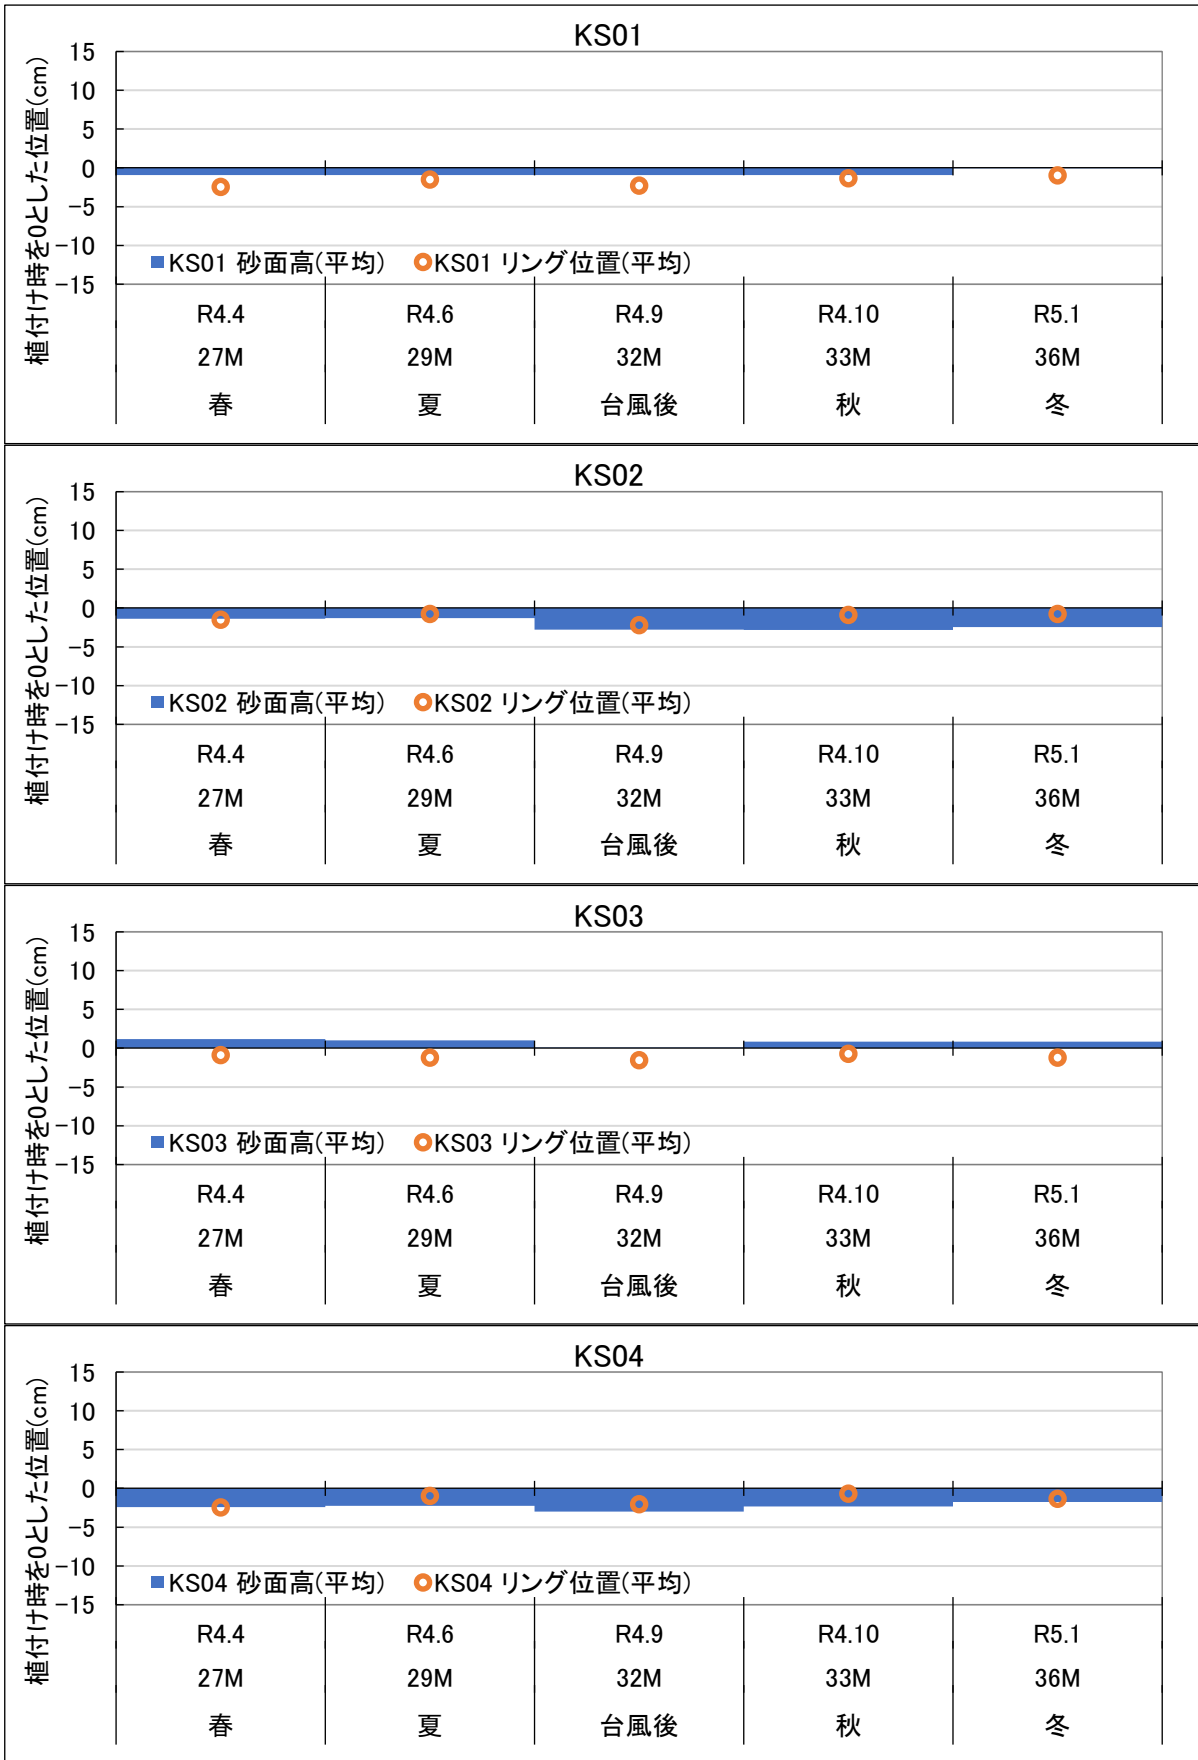 KS01
植付け時を0とした位置(cm)
15
10
5
0
-5
-10
-15
KS01 砂面高(平均) KS01 リング位置(平均)
R4.4 R4.6 R4.9 R4.10 R5.1
27M 29M 32M 33M 36M
春 夏 台風後 秋 冬
KS02
植付け時を0とした位置(cm)
15
10
5
0
-5
-10
-15
KS02 砂面高(平均) KS02 リング位置(平均)
R4.4 R4.6 R4.9 R4.10 R5.1
27M 29M 32M 33M 36M
春 夏 台風後 秋 冬
KS03
植付け時を0とした位置(cm)
15
10
5
0
-5
-10
-15
KS03 砂面高(平均) KS03 リング位置(平均)
R4.4 R4.6 R4.9 R4.10 R5.1
27M 29M 32M 33M 36M
春 夏 台風後 秋 冬
KS04
植付け時を0とした位置(cm)
15
10
5
0
-5
-10
-15
KS04 砂面高(平均) KS04 リング位置(平均)
R4.4 R4.6 R4.9 R4.10 R5.1
27M 29M 32M 33M 36M
春 夏 台風後 秋 冬